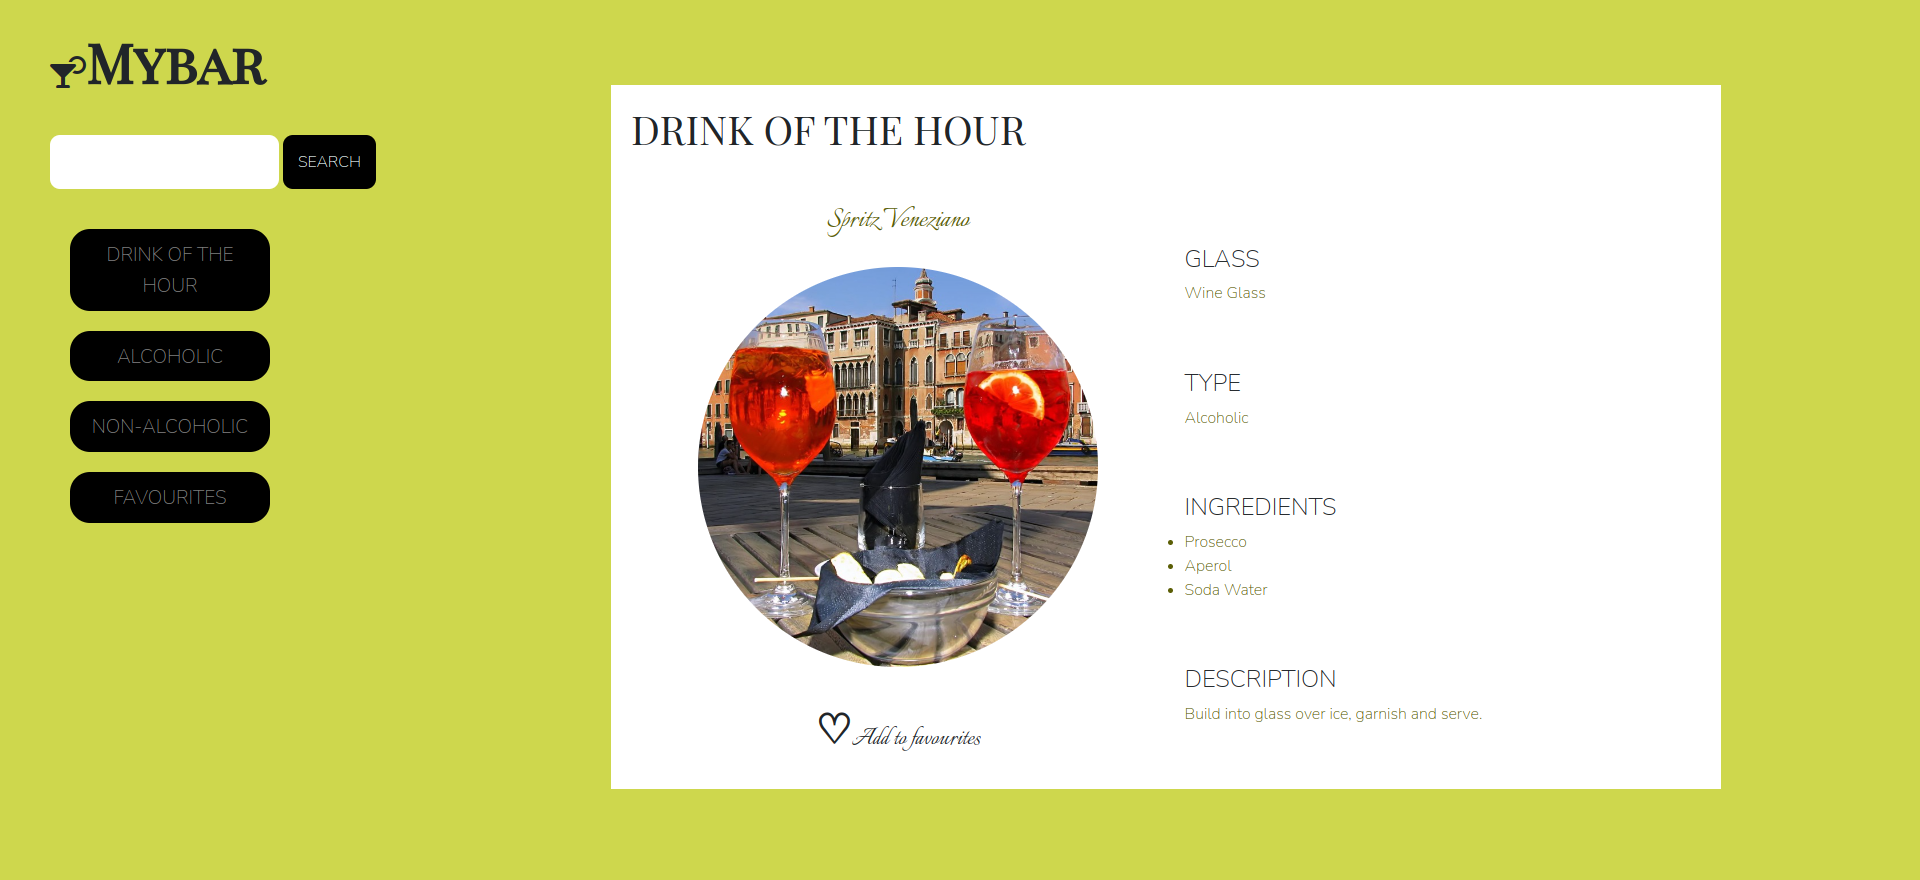 MYBAR
SEARCH
DRINK OF THE
HOUR
ALCOHOLIC
NON-ALCOHOLIC
FAVOURITES
DRINK OF THE HOUR
Spritz Veneziano
Add to favourites
GLASS
Wine Glass
TYPE
Alcoholic
INGREDIENTS
Prosecco
Aperol
Soda Water
DESCRIPTION
Build into glass over ice, garnish and serve.